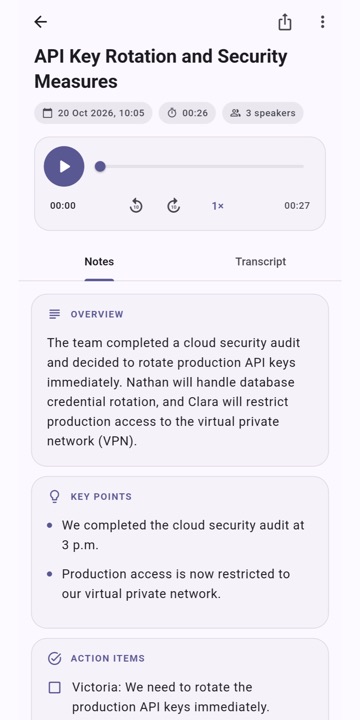 API Key Rotation and Security
Measures
20 Oct 2026, 10:05
00:26
3 speakers
10
10
00:00
1×
00:27
Notes
Transcript
OVERVIEW
The team completed a cloud security audit
and decided to rotate production API keys
immediately. Nathan will handle database
credential rotation, and Clara will restrict
production access to the virtual private
network (VPN).
KEY POINTS
We completed the cloud security audit at
3 p.m.
Production access is now restricted to
our virtual private network.
ACTION ITEMS
Victoria: We need to rotate the
production API keys immediately.